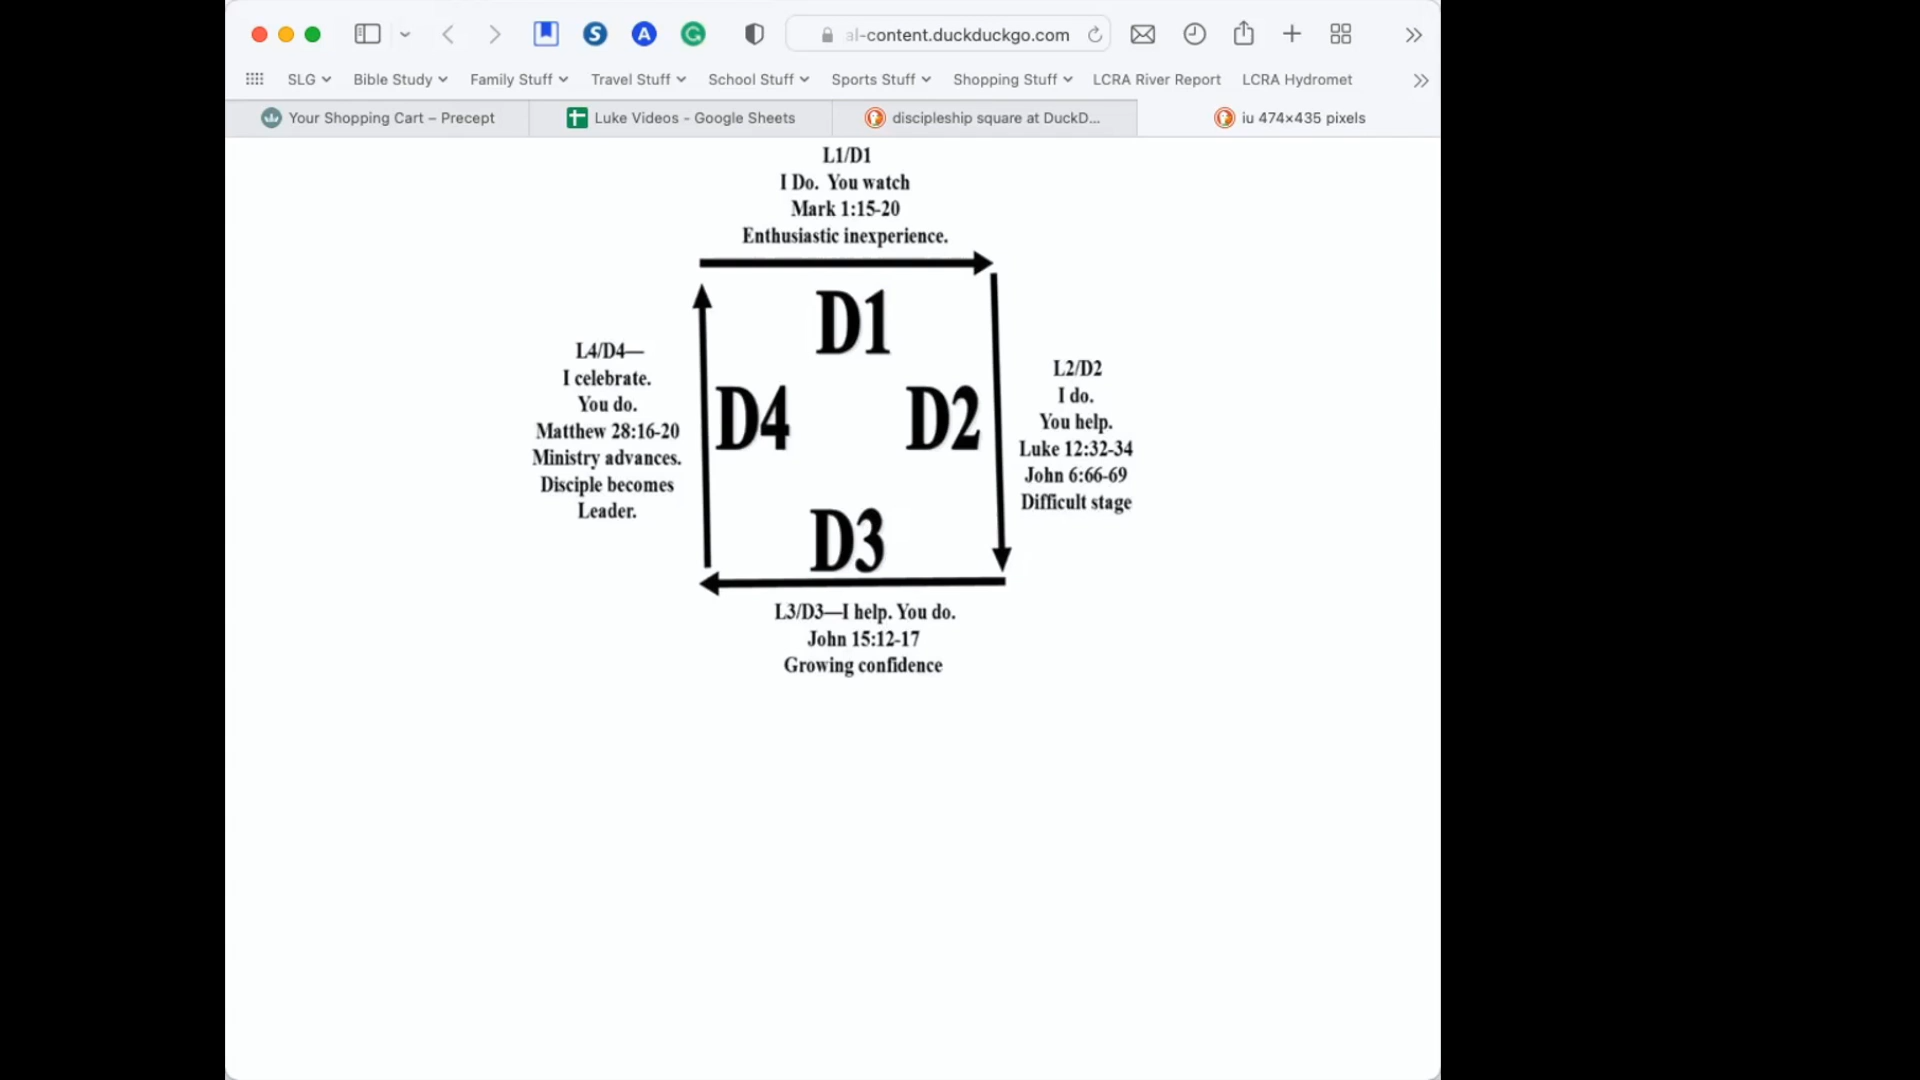 al-content.duckduckgo.com
SLG Bible Study Family Stuff Travel Stuff School Stuff Sports Stuff Shopping Stuff LCRA River Report LCRA Hydromet
Your Shopping Cart – Precept Luke Videos - Google Sheets discipleship square at DuckD... iu 474×435 pixels
L1/D1
I Do. You watch
Mark 1:15-20
Enthusiastic inexperience.
D1
L4/D4—
I celebrate.
You do.
Matthew 28:16-20
Ministry advances.
Disciple becomes
Leader.
D4
D2
L2/D2
I do.
You help.
Luke 12:32-34
John 6:66-69
Difficult stage
D3
L3/D3—I help. You do.
John 15:12-17
Growing confidence